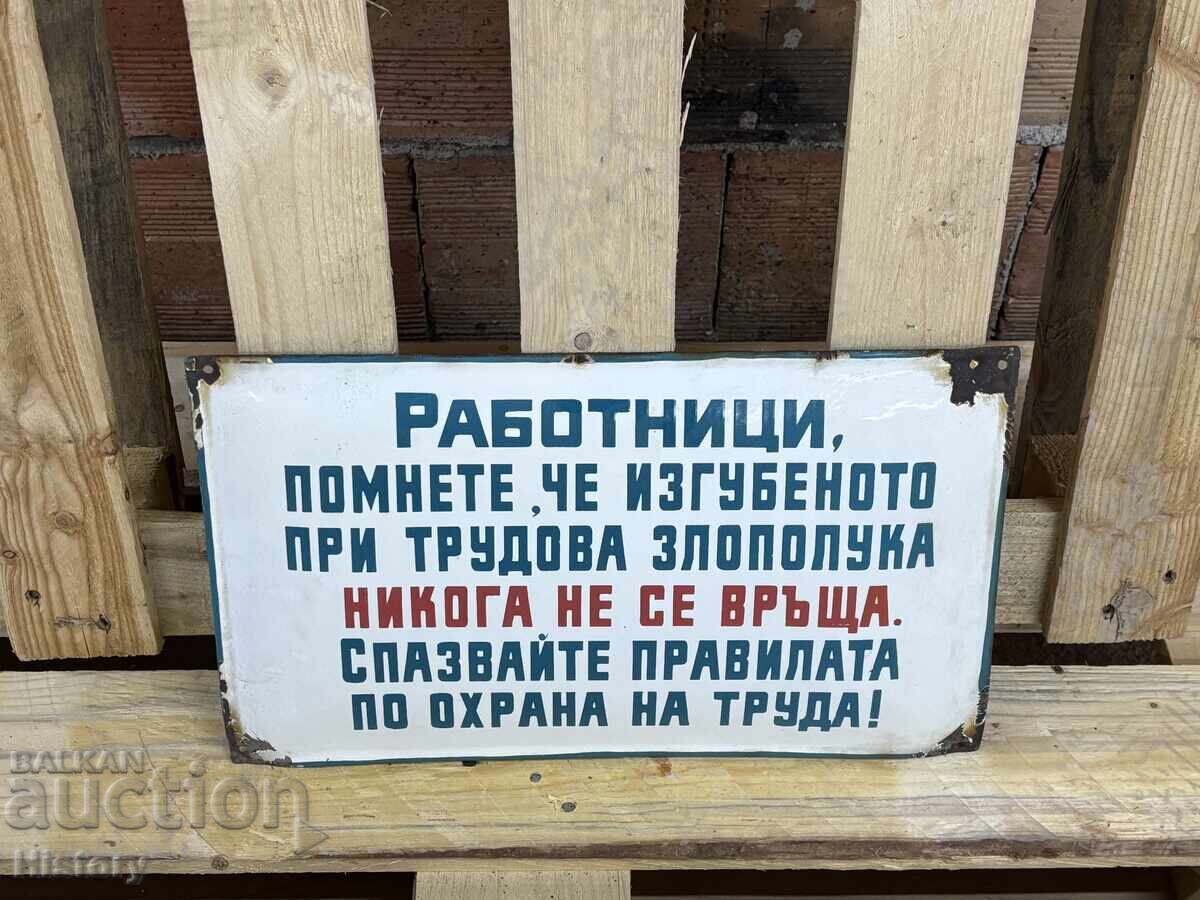 РАБОТНИЦИ,
ПОМНЕТЕ, ЧЕ ИЗГУБЕНОТО
ПРИ ТРУДОВА ЗЛОПОЛУКА
НИКОГА НЕ СЕ ВРЪЩА.
СПАЗВАЙТЕ ПРАВИЛАТА
ПО ОХРАНА НА ТРУДА!
BALKAN
auction
History